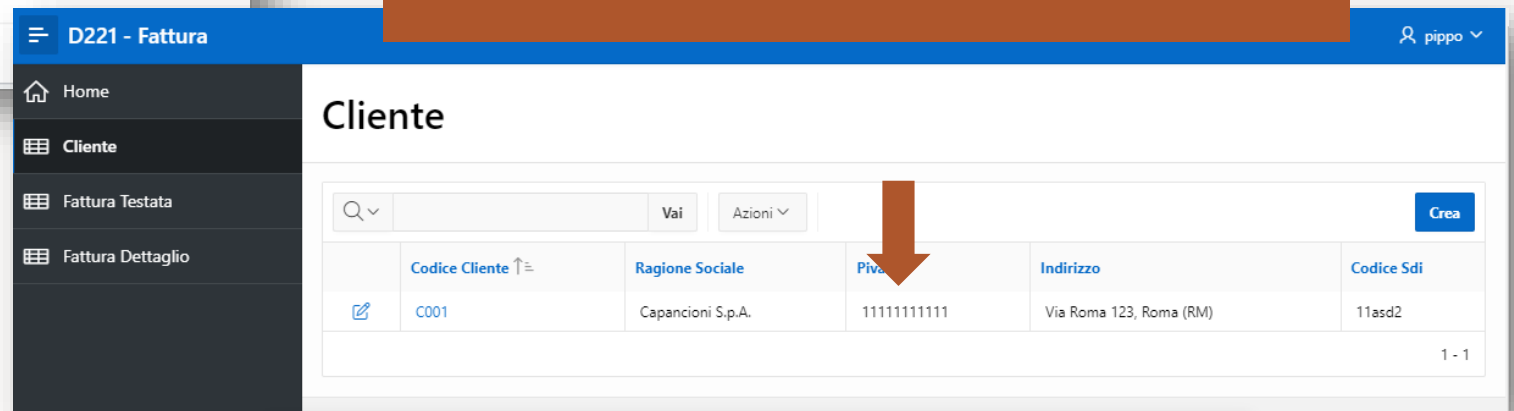 D221 - Fattura
pippo
Home
Cliente
Fattura Testata
Fattura Dettaglio
Cliente
Vai Azioni Crea
Codice Cliente Ragione Sociale Piva Indirizzo Codice Sdi
C001 Capancioni S.p.A. 11111111111 Via Roma 123, Roma (RM) 11asd2
1 - 1